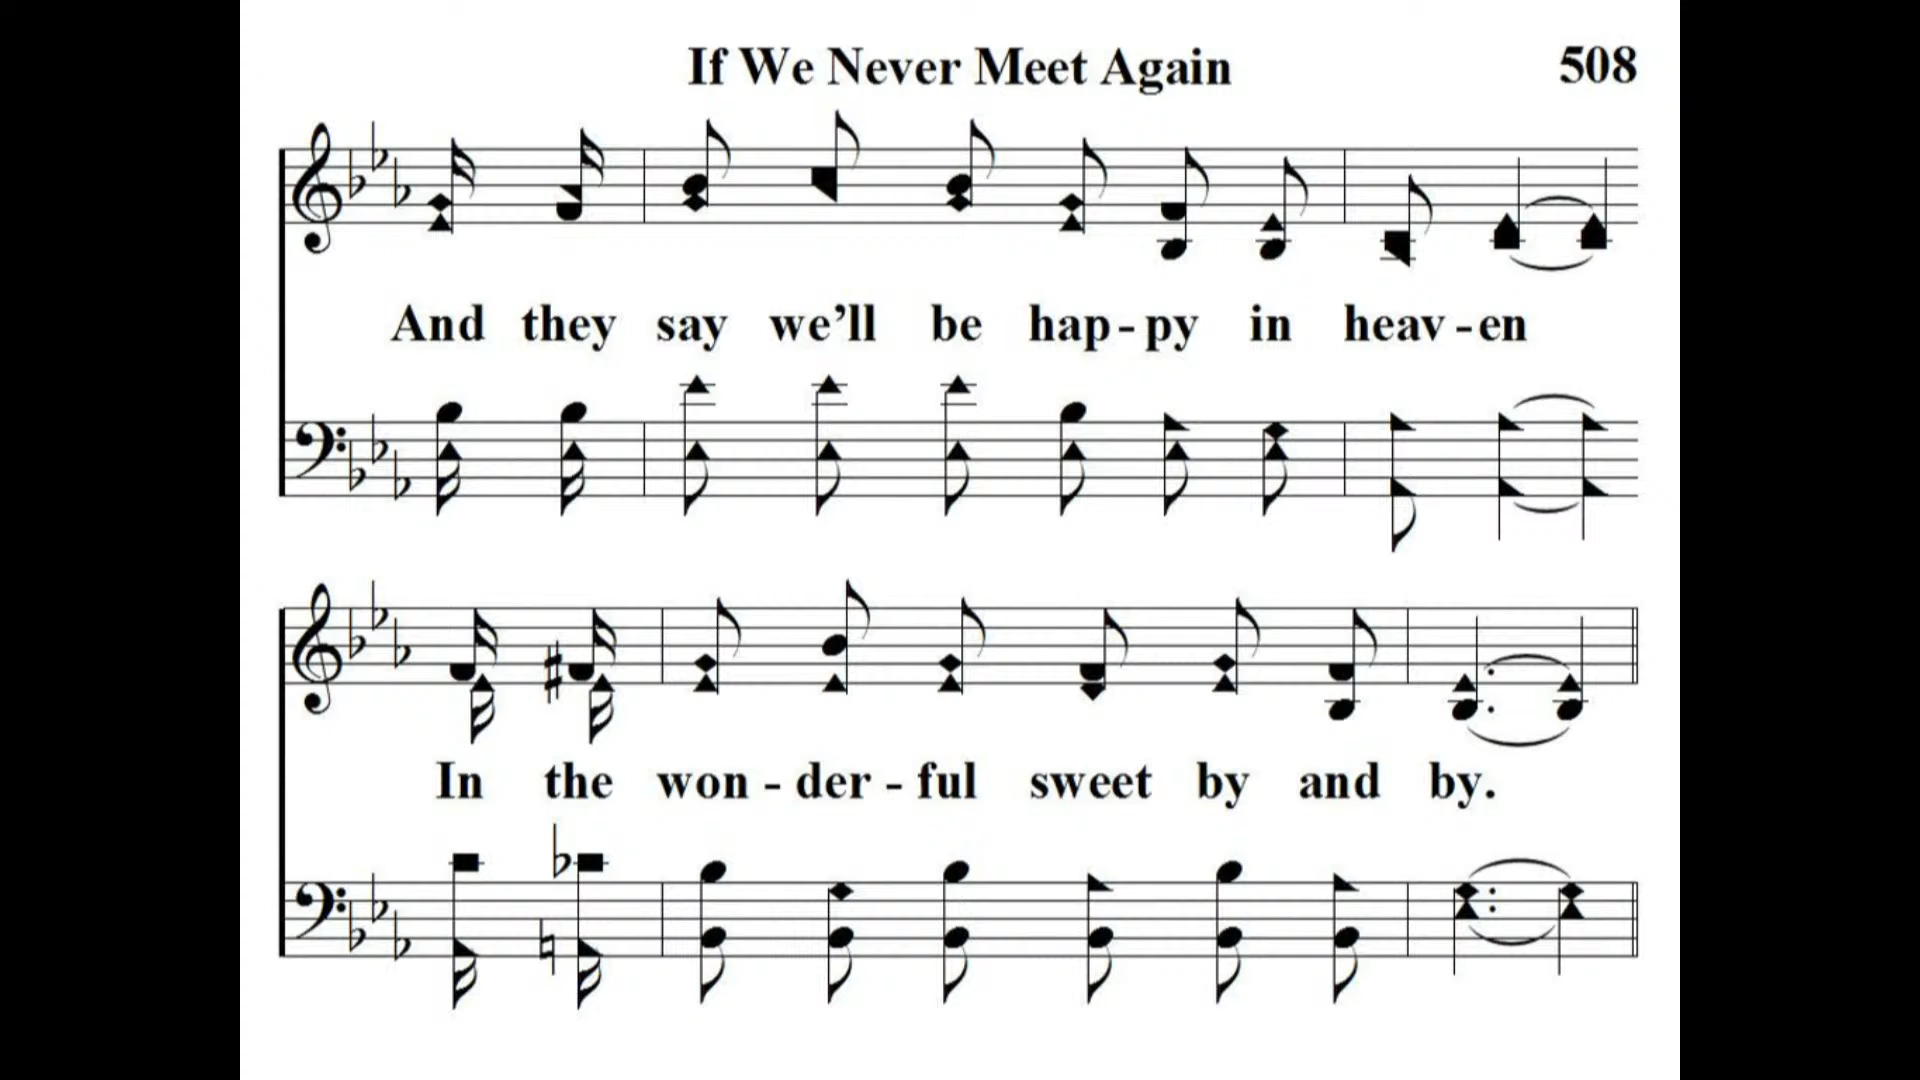 If We Never Meet Again 508
And they say we’ll be hap - py in heav - en
In the won - der - ful sweet by and by.